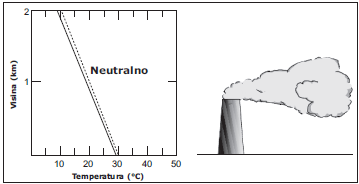 2
Visina (km)
1
Neutralno
10 20 30 40 50
Temperatura (°C)